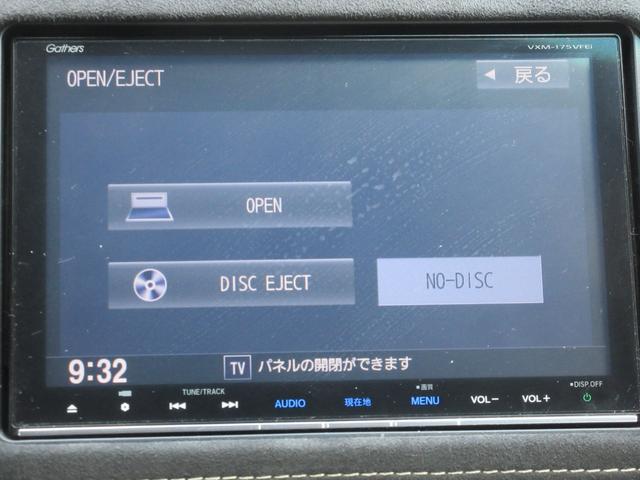 Gathers
VXM-175VFEi
OPEN/EJECT
戻る
OPEN
DISC EJECT
NO-DISC
9:32
TV パネルの開閉ができます
TUNE/TRACK
画質
DISP.OFF
AUDIO
現在地
MENU
VOL−
VOL+